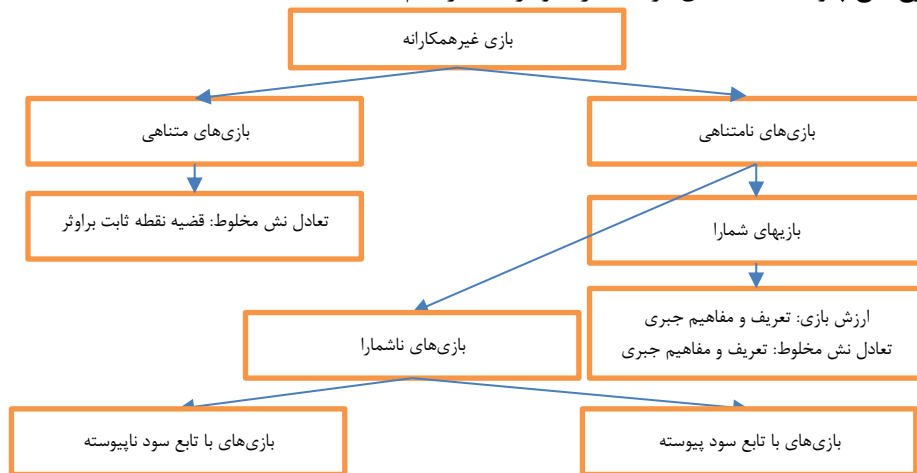 بازی غیرهمکارانه
بازی‌های نامتناهی
بازی‌های متناهی
بازیهای شمارا
تعادل نش مخلوط: قضیه نقطه ثابت براوئر
ارزش بازی: تعریف و مفاهیم جبری
تعادل نش مخلوط: تعریف و مفاهیم جبری
بازی‌های ناشمارا
بازی‌های با تابع سود پیوسته
بازی‌های با تابع سود ناپیوسته